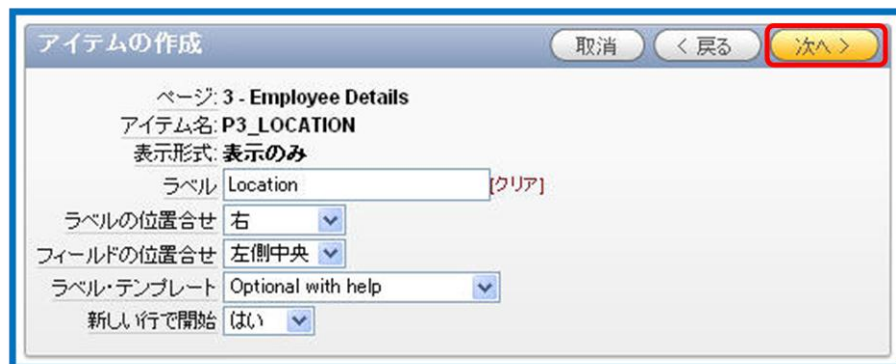 アイテムの作成 取消 < 戻る 次へ >
ページ: 3 - Employee Details
アイテム名: P3_LOCATION
表示形式: 表示のみ
ラベル Location [クリア]
ラベルの位置合せ 右
フィールドの位置合せ 左側中央
ラベル・テンプレート Optional with help
新しい行で開始 はい